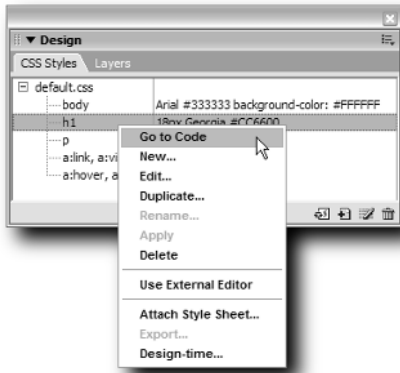 Design
CSS Styles Layers
default.css
body Arial #333333 background-color: #FFFFFF
h1 18px Georgia #CC6600
p
a:link, a:vi
a:hover, a
Go to Code
New...
Edit...
Duplicate...
Rename...
Apply
Delete
Use External Editor
Attach Style Sheet...
Export...
Design-time...